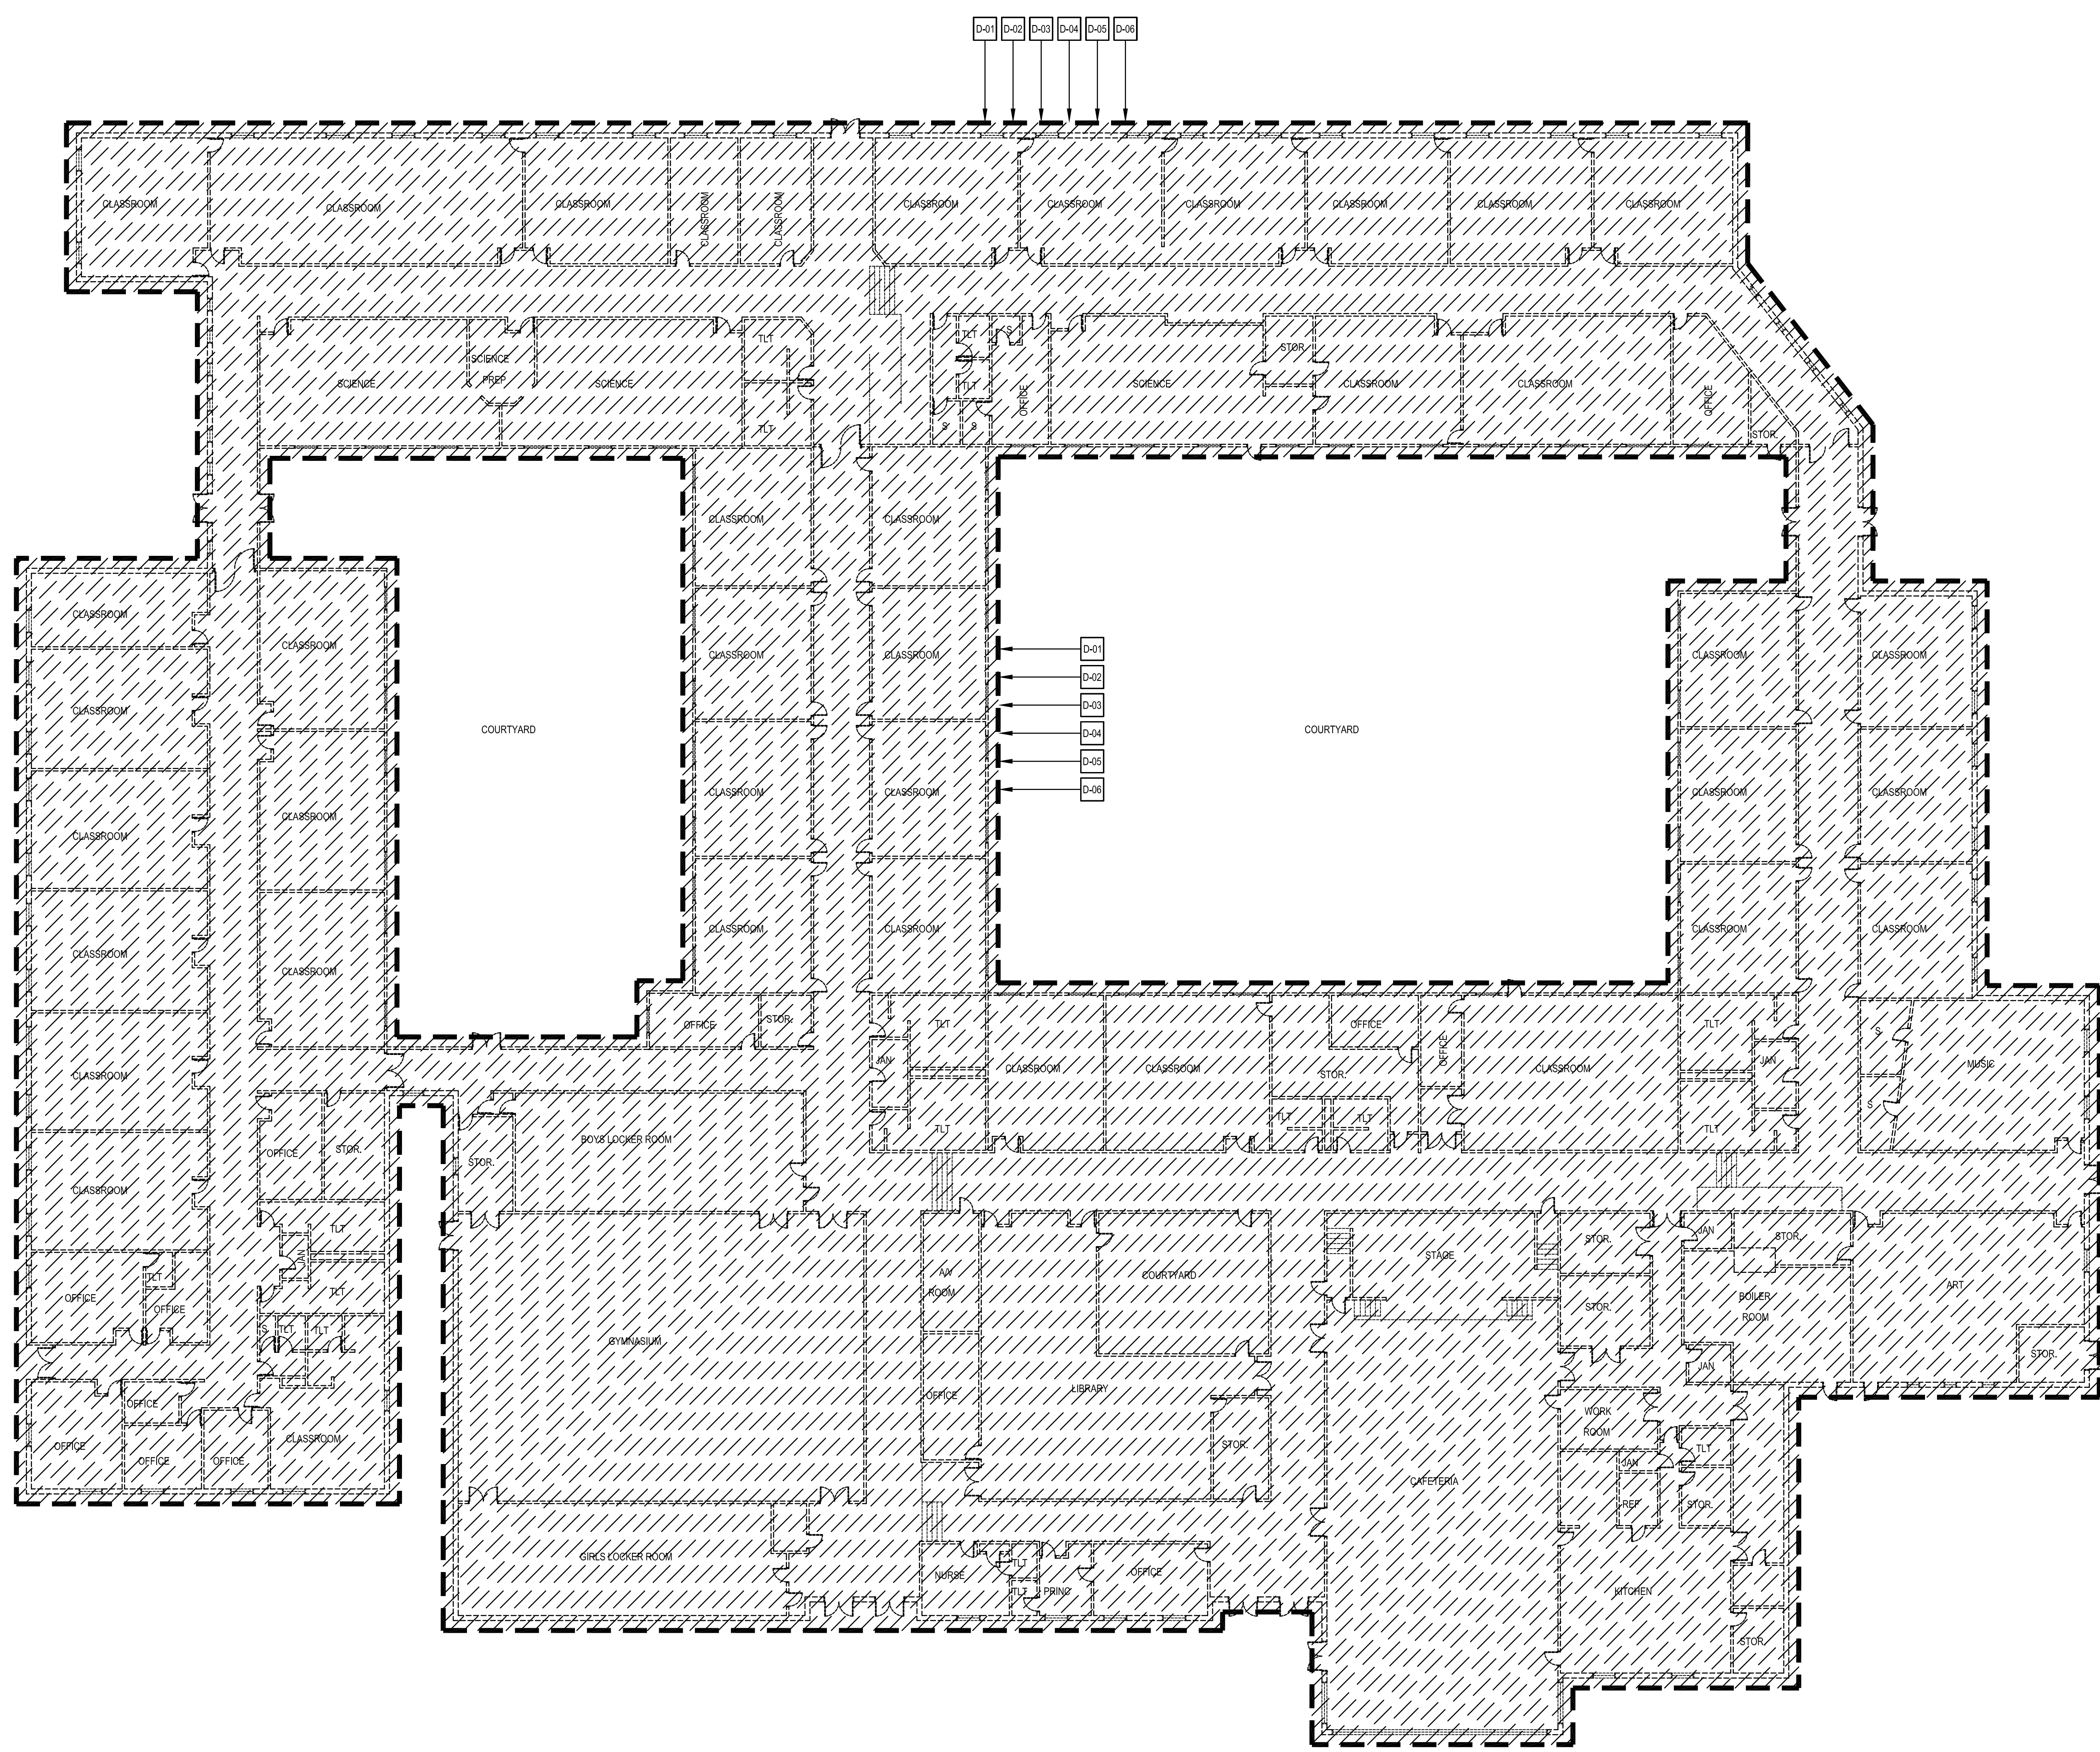 D-01 D-02 D-03 D-04 D-05 D-06
CLASSROOM
CLASSROOM
CLASSROOM
CLASSROOM
CLASSROOM
CLASSROOM
CLASSROOM
CLASSROOM
CLASSROOM
CLASSROOM
CLASSROOM
SCIENCE
SCIENCE
PREP
SCIENCE
TLT
TLT
TLT
S
TLT
S
S
OFFICE
SCIENCE
STOR.
CLASSROOM
CLASSROOM
OFFICE
STOR.
CLASSROOM
CLASSROOM
CLASSROOM
CLASSROOM
CLASSROOM
CLASSROOM
CLASSROOM
CLASSROOM
CLASSROOM
COURTYARD
CLASSROOM
CLASSROOM
CLASSROOM
CLASSROOM
CLASSROOM
CLASSROOM
CLASSROOM
CLASSROOM
D-01
D-02
D-03
D-04
D-05
D-06
COURTYARD
CLASSROOM
CLASSROOM
CLASSROOM
CLASSROOM
CLASSROOM
CLASSROOM
OFFICE
STOR.
TLT
JAN
TLT
CLASSROOM
CLASSROOM
OFFICE
STOR.
TLT
TLT
OFFICE
CLASSROOM
TLT
JAN
TLT
S
S
MUSIC
OFFICE
STOR.
TLT
JAN
TLT
S
TLT
TLT
OFFICE
TLT
OFFICE
OFFICE
OFFICE
OFFICE
OFFICE
CLASSROOM
STOR.
BOYS LOCKER ROOM
GYMNASIUM
GIRLS LOCKER ROOM
A/V
ROOM
OFFICE
COURTYARD
LIBRARY
STOR.
NURSE
TLT
TLT
PRINC
OFFICE
STAGE
CAFETERIA
STOR.
STOR.
JAN
STOR.
BOILER
ROOM
JAN
ART
STOR.
WORK
ROOM
JAN
REF
TLT
STOR.
KITCHEN
STOR.